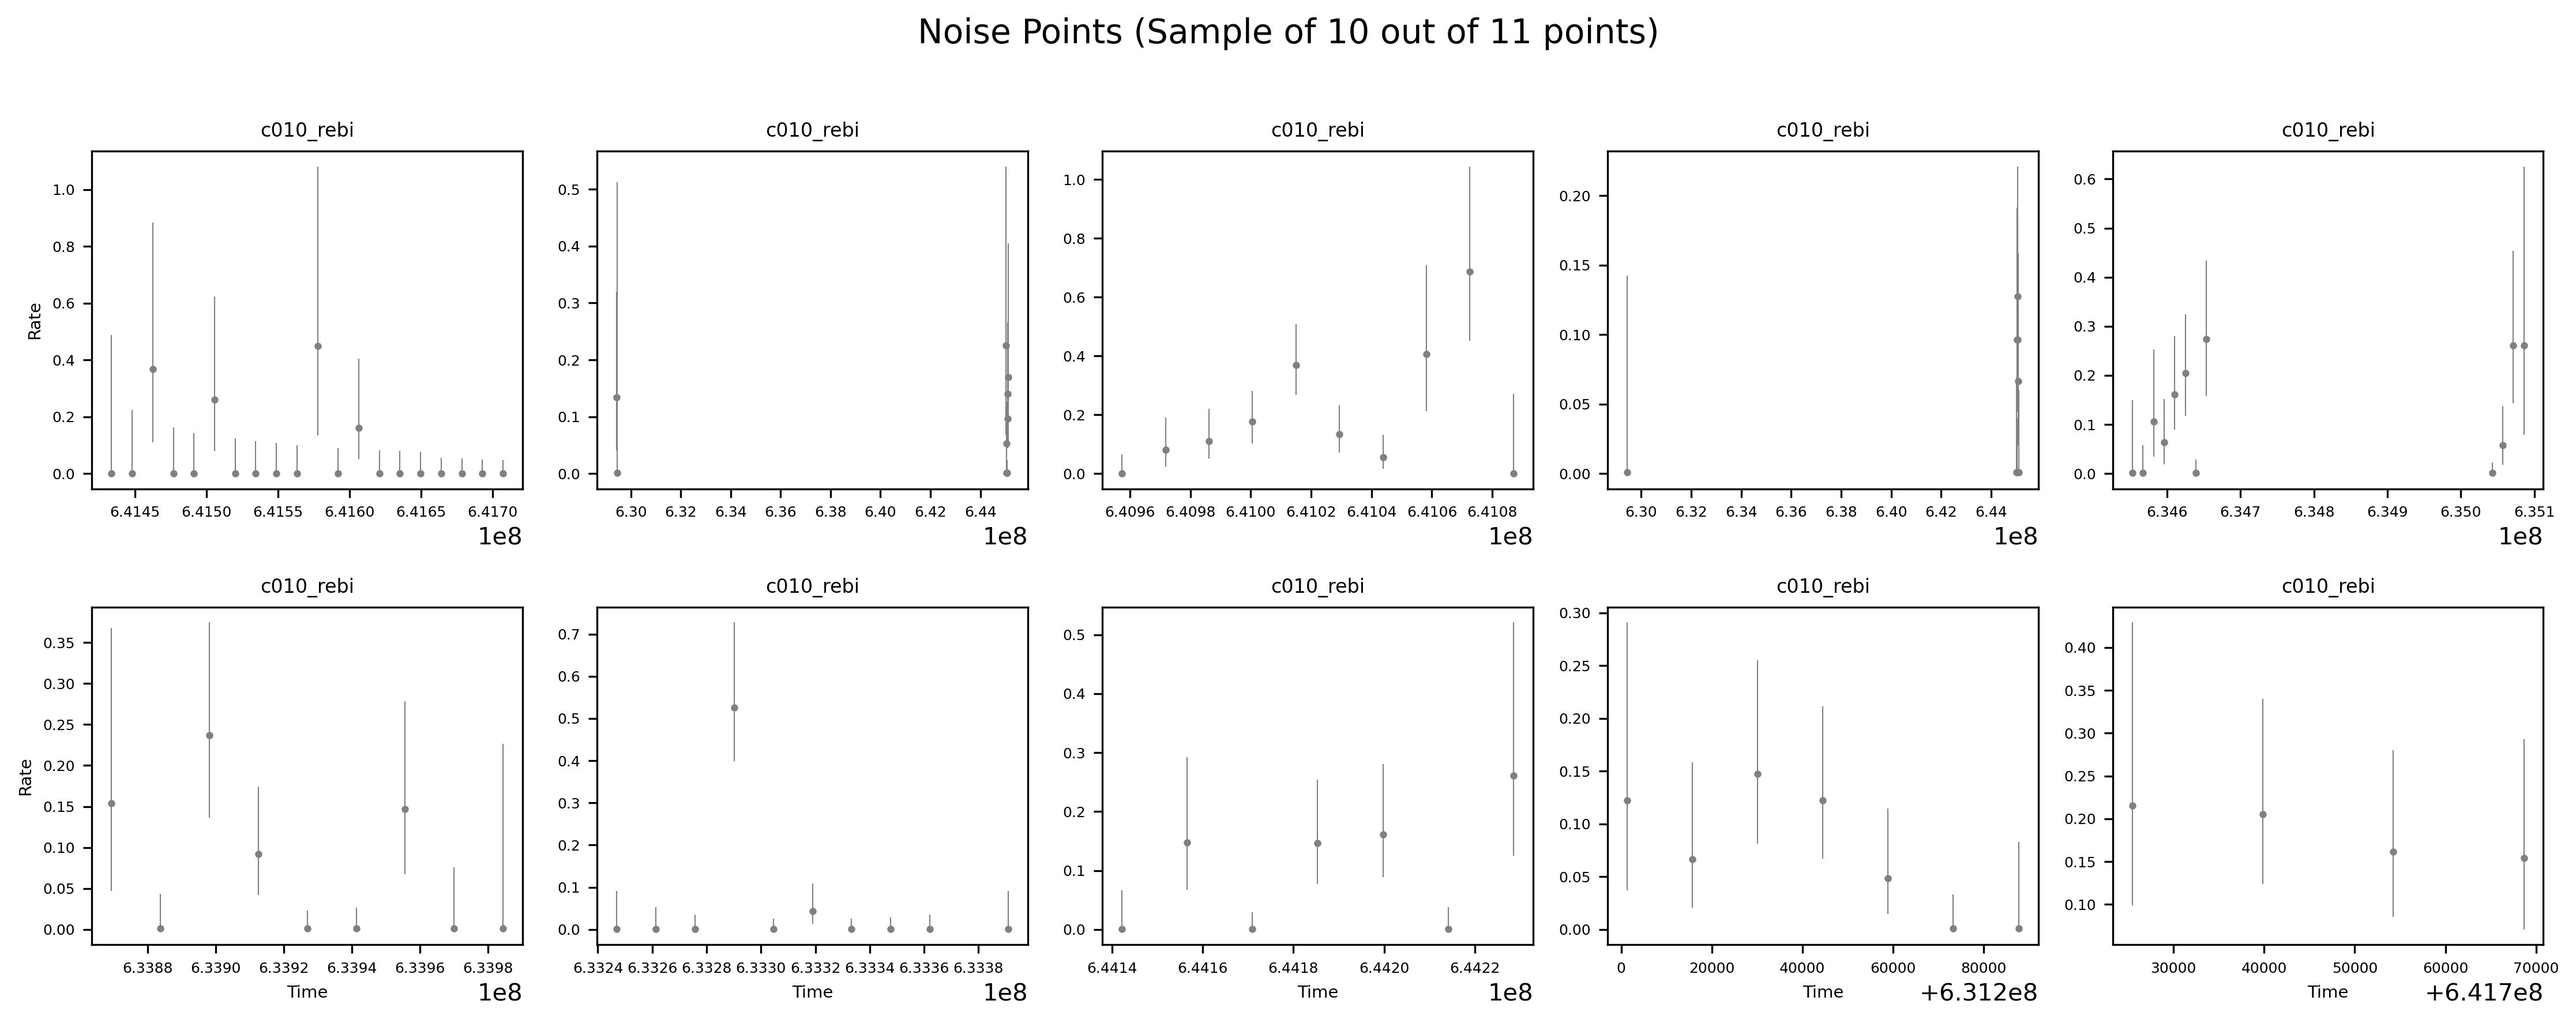 Noise Points (Sample of 10 out of 11 points)
c010_rebi c010_rebi c010_rebi c010_rebi c010_rebi
Rate
1.0
0.8
0.6
0.4
0.2
0.0
6.4145 6.4150 6.4155 6.4160 6.4165 6.4170
1e8
0.5
0.4
0.3
0.2
0.1
0.0
6.30 6.32 6.34 6.36 6.38 6.40 6.42 6.44
1e8
1.0
0.8
0.6
0.4
0.2
0.0
6.4096 6.4098 6.4100 6.4102 6.4104 6.4106 6.4108
1e8
0.20
0.15
0.10
0.05
0.00
6.30 6.32 6.34 6.36 6.38 6.40 6.42 6.44
1e8
0.6
0.5
0.4
0.3
0.2
0.1
0.0
6.346 6.347 6.348 6.349 6.350 6.351
1e8
c010_rebi c010_rebi c010_rebi c010_rebi c010_rebi
Rate
0.35
0.30
0.25
0.20
0.15
0.10
0.05
0.00
6.3388 6.3390 6.3392 6.3394 6.3396 6.3398
Time 1e8
0.7
0.6
0.5
0.4
0.3
0.2
0.1
0.0
6.3324 6.3326 6.3328 6.3330 6.3332 6.3334 6.3336 6.3338
Time 1e8
0.5
0.4
0.3
0.2
0.1
0.0
6.4414 6.4416 6.4418 6.4420 6.4422
Time 1e8
0.30
0.25
0.20
0.15
0.10
0.05
0.00
0 20000 40000 60000 80000
Time +6.312e8
0.40
0.35
0.30
0.25
0.20
0.15
0.10
30000 40000 50000 60000 70000
Time +6.417e8